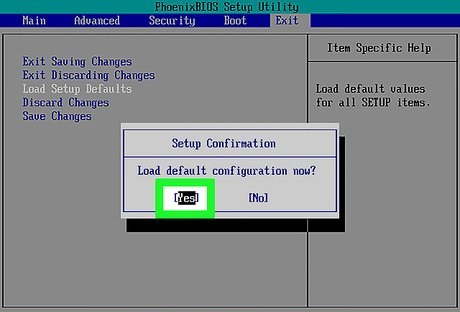 PhoenixBIOS Setup Utility
Main Advanced Security Boot Exit
Item Specific Help
Exit Saving Changes
Exit Discarding Changes
Load Setup Defaults
Discard Changes
Save Changes
Load default values
for all SETUP items.
Setup Confirmation
Load default configuration now?
[Yes] [No]